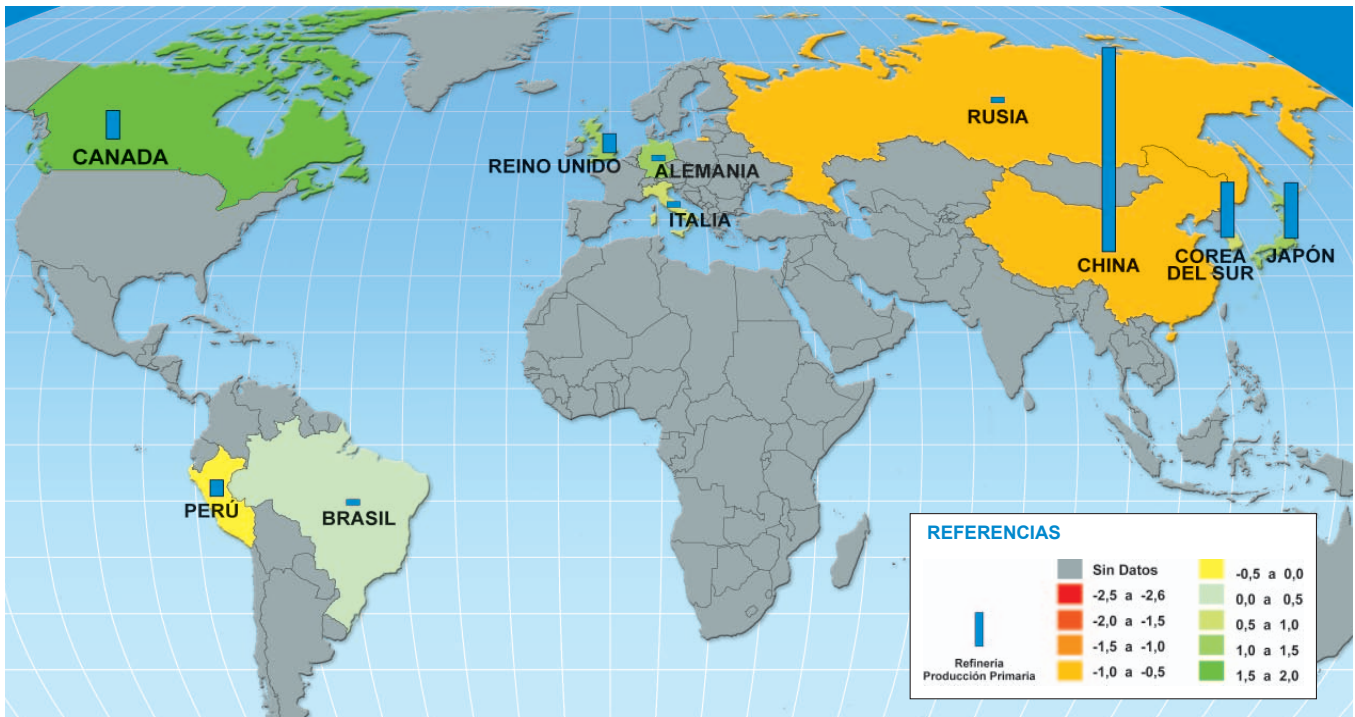 CANADA
REINO UNIDO
ALEMANIA
ITALIA
RUSIA
CHINA
COREA
DEL SUR
JAPÓN
PERÚ
BRASIL
REFERENCIAS
Refinería
Producción Primaria
Sin Datos
-2,5 a -2,6
-2,0 a -1,5
-1,5 a -1,0
-1,0 a -0,5
-0,5 a 0,0
0,0 a 0,5
0,5 a 1,0
1,0 a 1,5
1,5 a 2,0